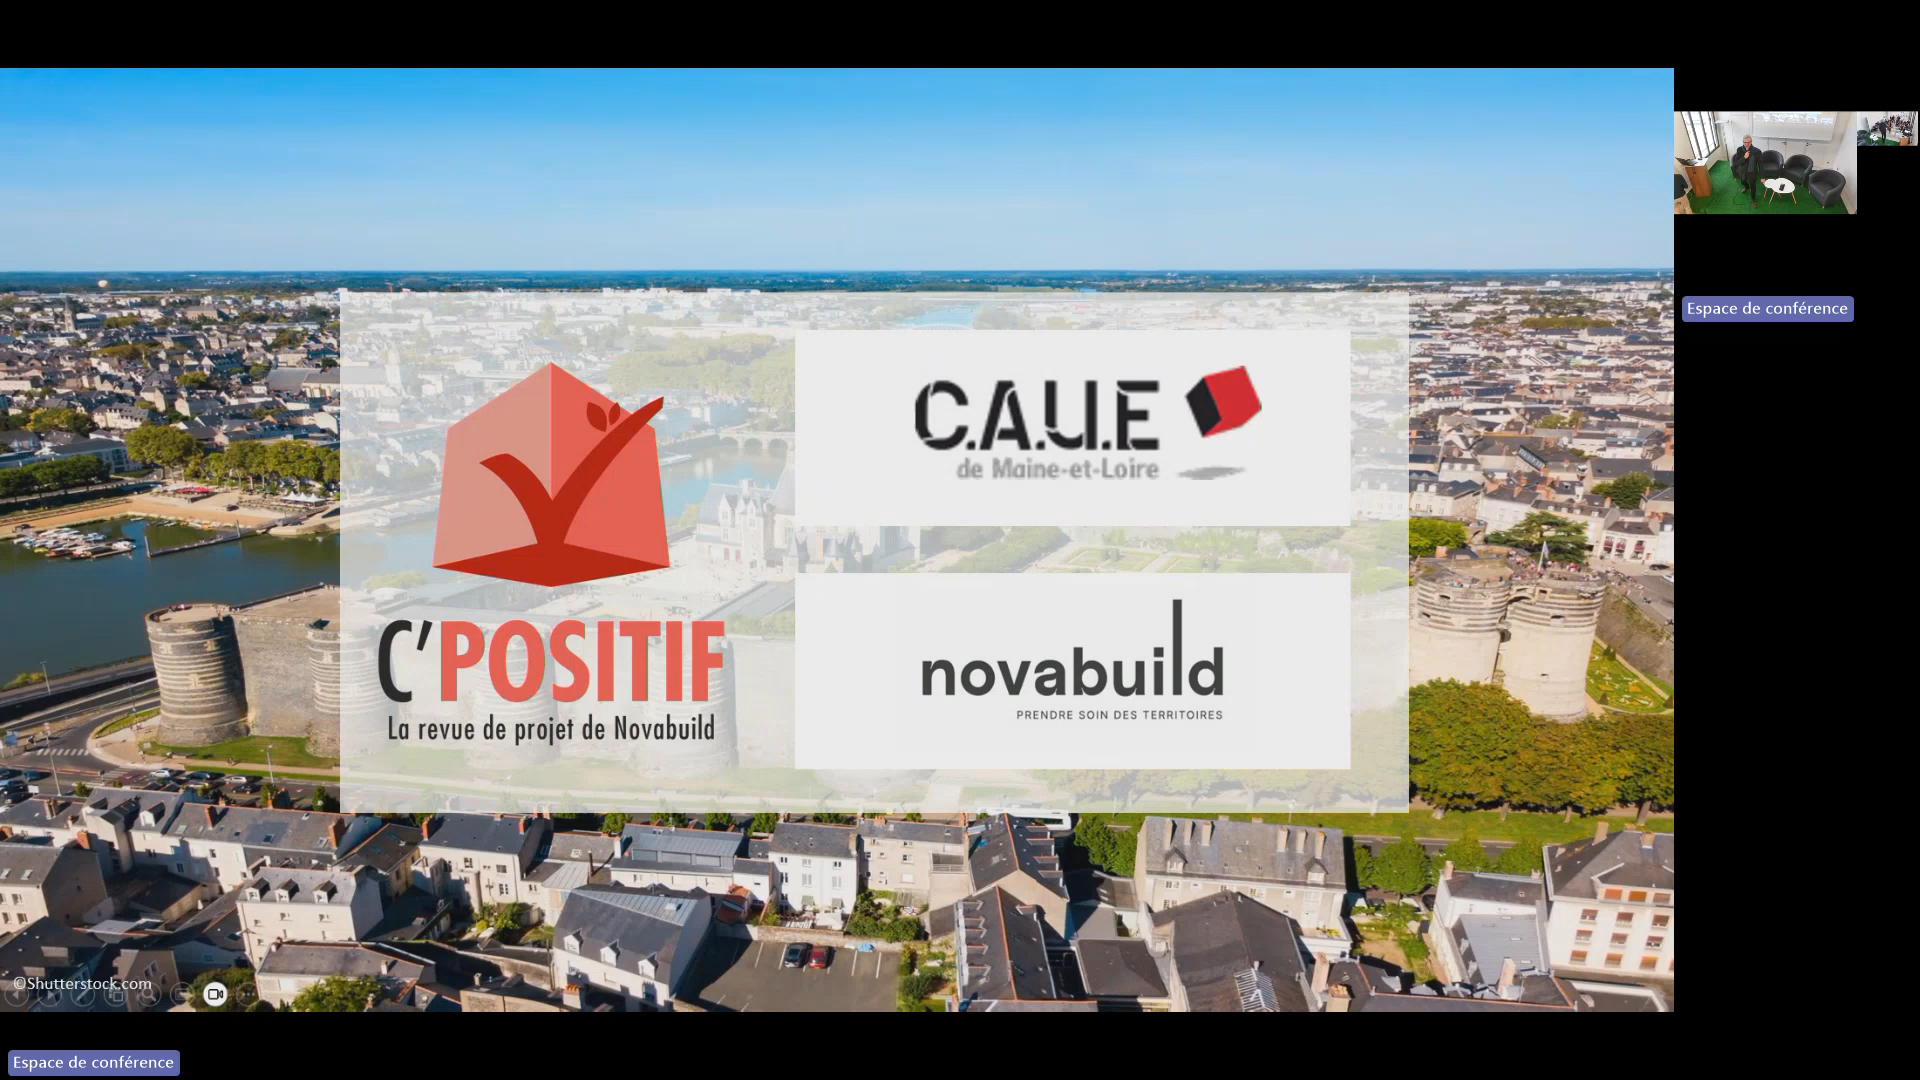 C.A.U.E
de Maine-et-Loire
C'POSITIF
La revue de projet de Novabuild
novabuild
PRENDRE SOIN DES TERRITOIRES
©Shutterstock.com
Espace de conférence
Espace de conférence